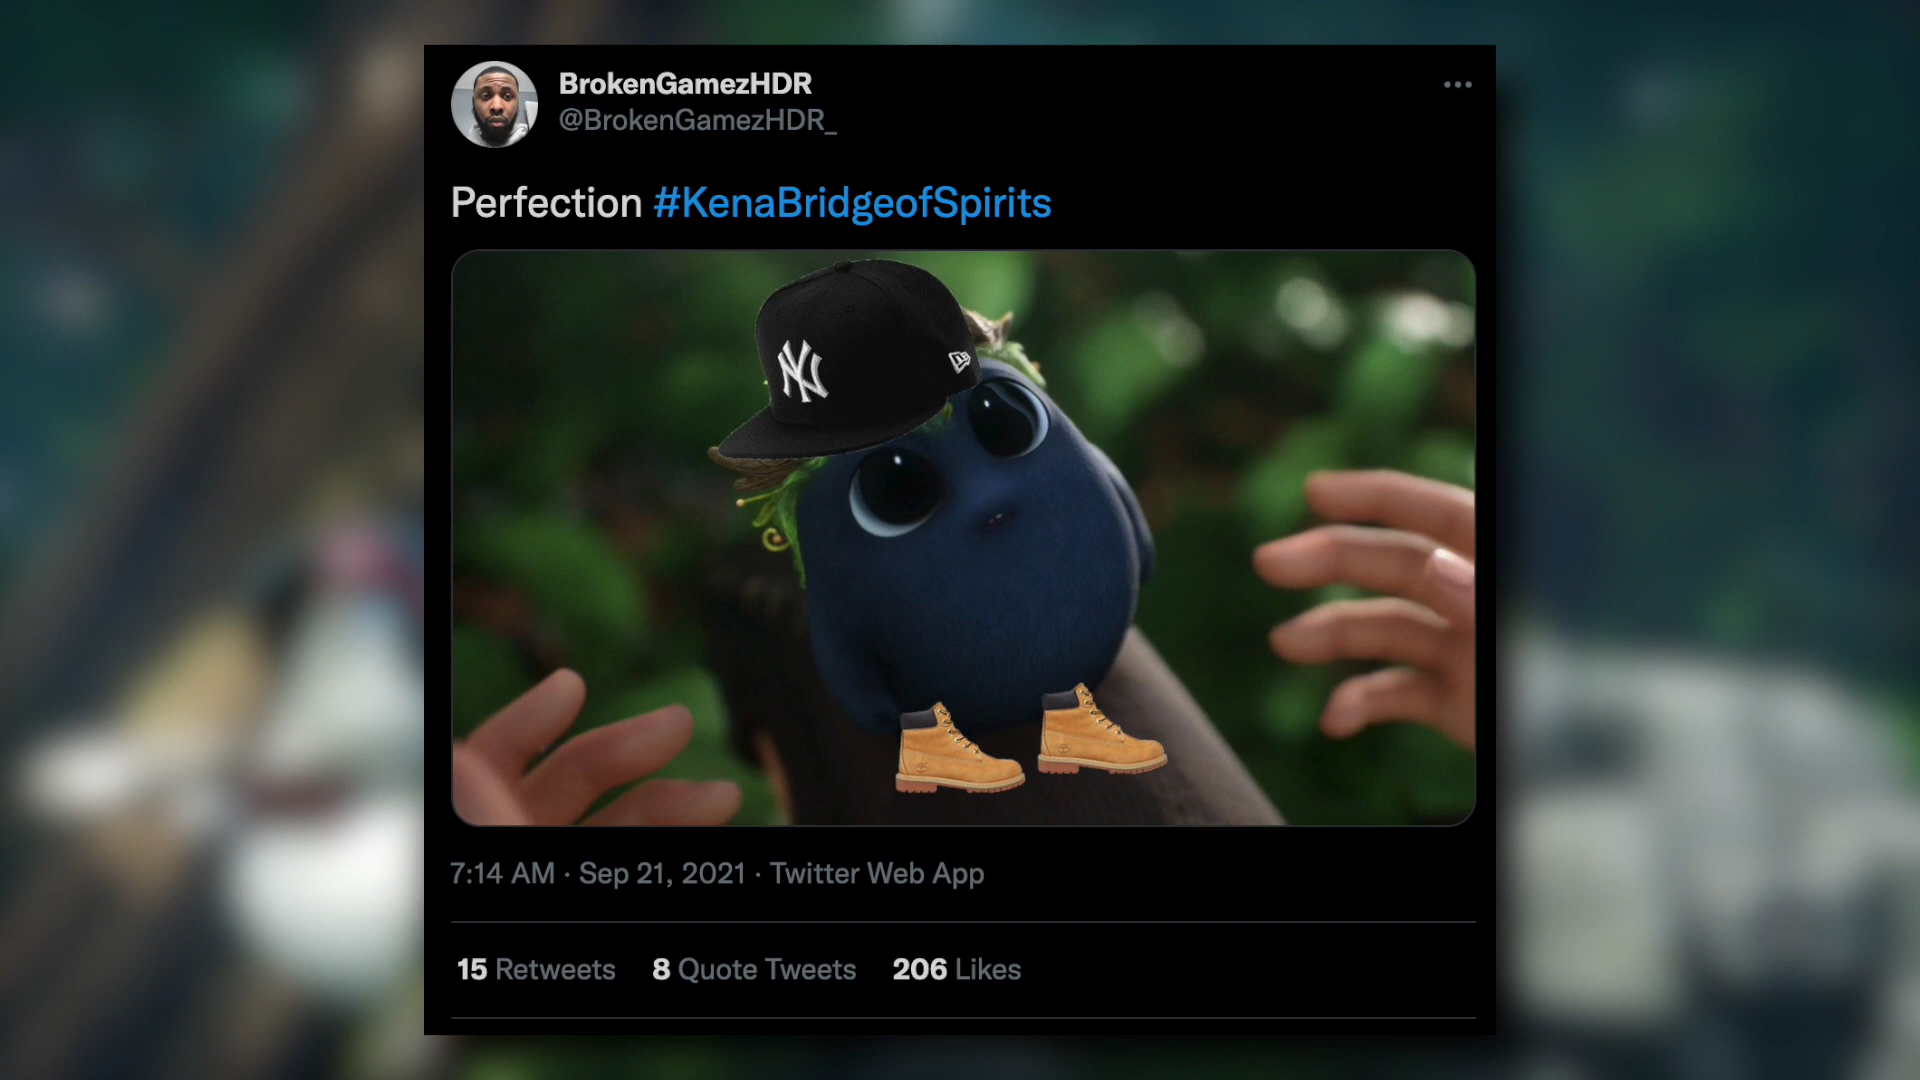 BrokenGamezHDR
@BrokenGamezHDR_
Perfection #KenaBridgeofSpirits
NY
7:14 AM · Sep 21, 2021 · Twitter Web App
15 Retweets 8 Quote Tweets 206 Likes